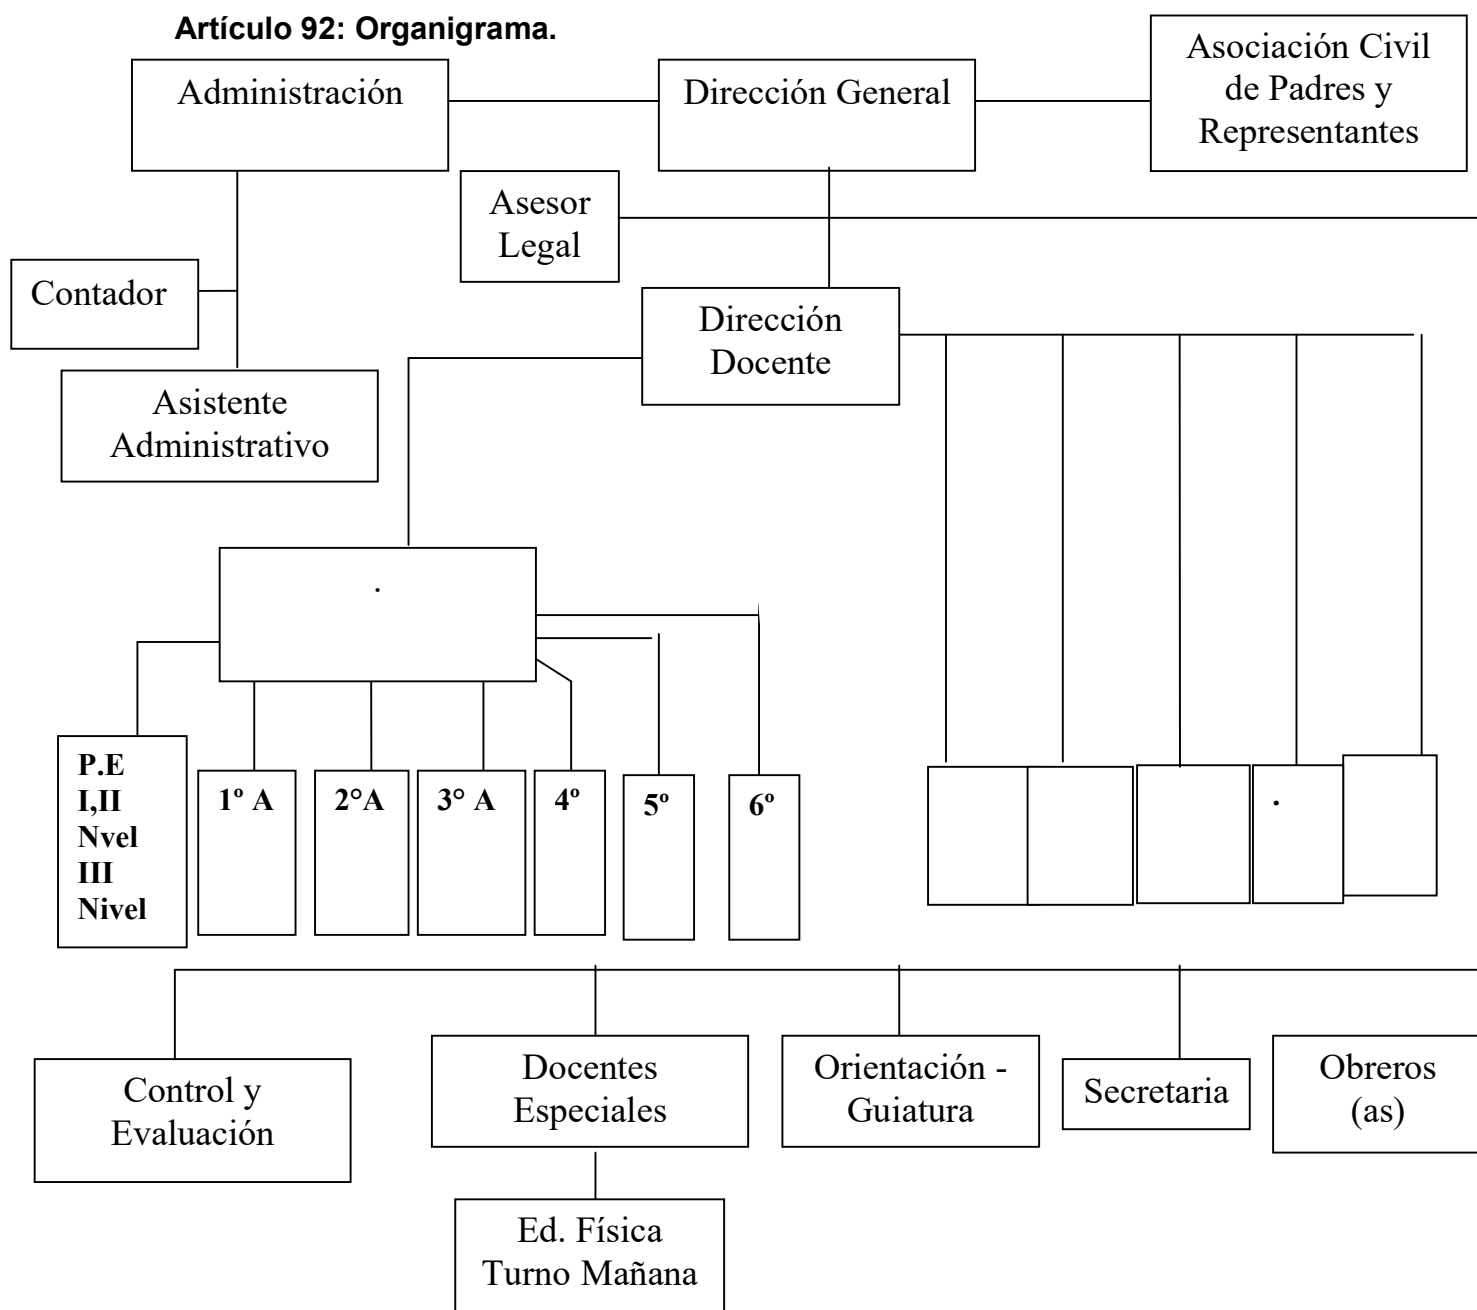 Artículo 92: Organigrama.
Administración
Dirección General
Asociación Civil
de Padres y
Representantes
Asesor
Legal
Contador
Dirección
Docente
Asistente
Administrativo
.
P.E
I,II
Nvel
III
Nivel
1º A
2°A
3° A
4º
5º
6º
.
Control y
Evaluación
Docentes
Especiales
Orientación -
Guiatura
Secretaria
Obreros
(as)
Ed. Física
Turno Mañana